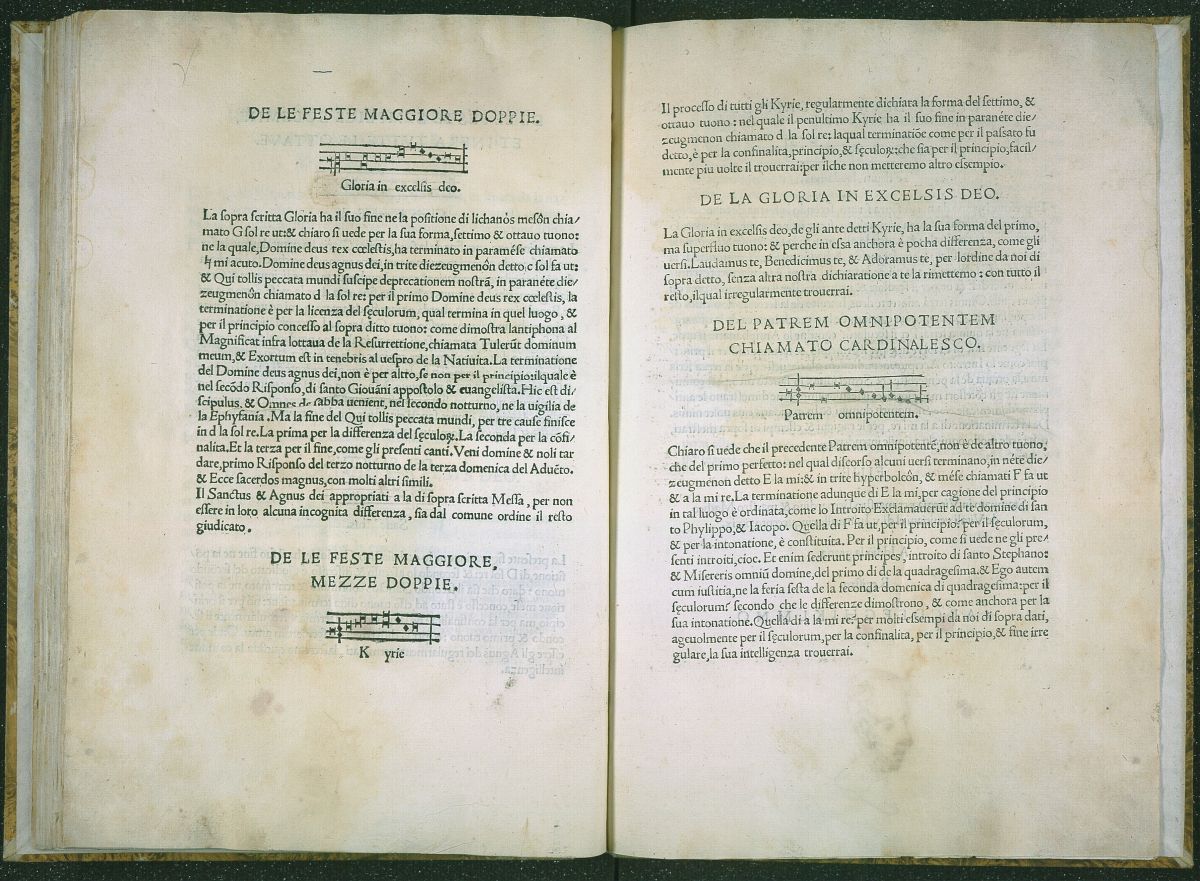 DE LE FESTE MAGGIORE DOPPIE.
Gloria in excelsis deo.
La sopra scritta Gloria ha il suo fine ne la positione di lichanòs mesôn chia/
mato G sol re ut:& chiaro si uede per la sua forma, settimo & ottauo tuono:
ne la quale, Domine deus rex cœlestis, ha terminato in paramése chiamato
♮ mi acuto. Domine deus agnus dei, in trite diezeugmenôn detto c sol fa ut:
& Qui tollis peccata mundi suscipe deprecationem nostrã, in paranéte die/
zeugmenôn chiamato d la sol re: per il primo Domine deus rex cœlestis, la
terminatione è per la licenza del sęculorum, qual termina in quel luogo, &
per il principio concesso al sopra ditto tuono: come dimostra lantiphona al
Magnificat infra lottaua de la Resurrettione, chiamata Tulerũt dominum
meum, & Exortum est in tenebris al uespro de la Natiuita. La terminatione
del Domine deus agnus dei, non è per altro, se non per il principio: ilquale è
nel secõdo Risponso, di santo Giouãni appostolo & euangelista. Hic est di/
scipulus, & Omnes de sabba uenient, nel secondo notturno, ne la uigilia de
la Ephyfania. Ma la fine del Qui tollis peccata mundi, per tre cause finisce
in d la sol re. La prima per la differenza del sęculoꝝ. La seconda per la cõfi/
nalita. Et la terza per il fine, come gli presenti canti. Veni domine & noli tar
dare, primo Risponso del terzo notturno de la terza domenica del Aduẽto.
& Ecce sacerdos magnus, con molti altri simili.
Il Sanctus & Agnus dei appropriati a la di sopra scritta Messa, per non
essere in loro alcuna incognita differenza, sia dal comune ordine il resto
giudicato.
DE LE FESTE MAGGIORE.
MEZZE DOPPIE.
K yrie
Il processo di tutti gli Kyrie, regularmente dichiara la forma del settimo, &
ottauo tuono: nel quale il penultimo Kyrie ha il suo fine in paranéte die/
zeugmenon chiamato d la sol re: laqual terminatiõe come per il passato fu
detto, è per la confinalita, principio, & sęculoꝝ: che sia per il principio, facil/
mente piu uolte il trouerrai: per ilche non metteremo altro essempio.
DE LA GLORIA IN EXCELSIS DEO.
La Gloria in excelsis deo, de gli ante detti Kyrie, ha la sua forma del primo,
ma superfluo tuono: & perche in essa anchora è pocha differenza, come gli
uersi. Laudamus te, Benedicimus te, & Adoramus te, per lordine da noi di
sopra detto, senza altra nostra dichiaratione a te la rimettemo: con tutto il
resto, ilqual irregularmente trouerrai.
DEL PATREM OMNIPOTENTEM
CHIAMATO CARDINALESCO.
Patrem omnipotentem.
Chiaro si uede che il precedente Patrem omnipotentẽ, non è de altro tuono,
che del primo perfetto: nel qual discorso alcuni uersi terminano, in néte die/
zeugmenon detto E la mi: & in trite hyperboleôn, & mése chiamati F fa ut
& a la mi re. La terminatione adunque di E la mi, per cagione del principio
in tal luogo è ordinata, como lo Introito Exclamauerũt ad te domine di san
to Phylippo, & Iacopo. Quella di F fa ut, per il principio, per il sęculorum,
& per la intonatione, è constituita. Per il principio, come si uede ne gli pre/
senti introiti, cioe. Et enim sederunt principes, introito di santo Stephano:
& Misereris omniũ domine, del primo di de la quadragesima. & Ego autem
cum iustitia, ne la feria sesta de la seconda domenica di quadragesima: per il
sęculorum: secondo che le differenze dimostrono, & come anchora per la
sua intonatione. Quella di a la mi re: per molti essempi da noi di sopra dati,
ageuolmente per il sęculorum, per la confinalita, per il principio, & fine irre
gulare, la sua intelligenza trouerrai.